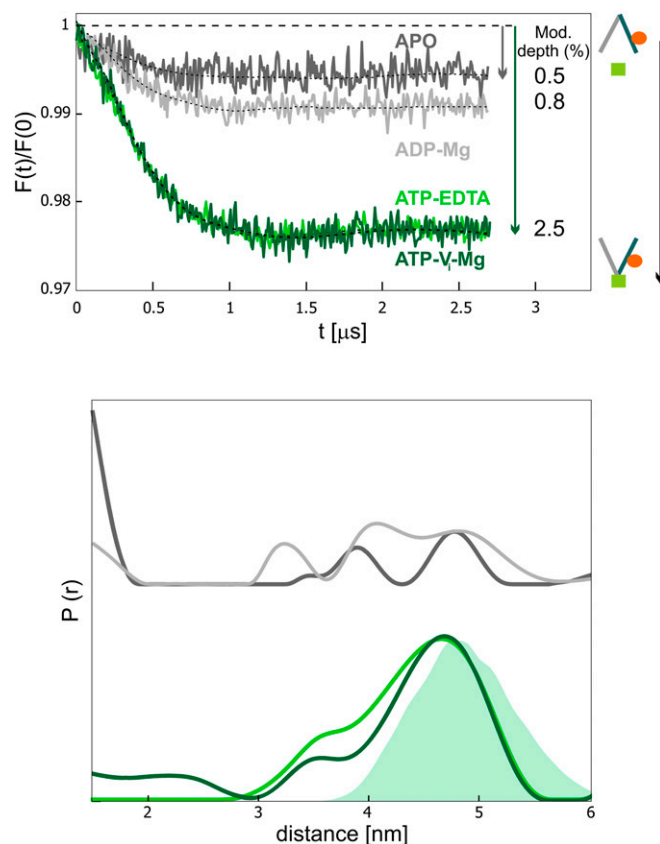 1
0.99
0.98
0.97
F(t)/F(0)
APO
ADP-Mg
ATP-EDTA
ATP-Vi-Mg
Mod.
depth (%)
0.5
0.8
2.5
0 0.5 1 1.5 2 2.5 3
t [μs]
P (r)
2 3 4 5 6
distance [nm]